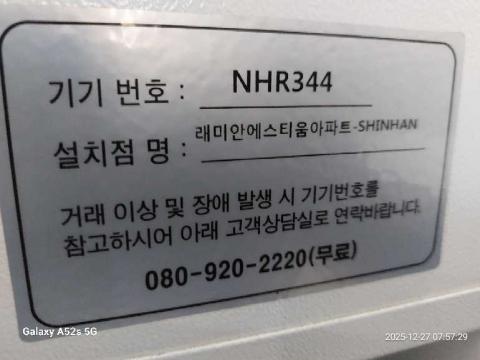 기기 번호 : NHR344
설치점 명 : 래미안에스티움아파트-SHINHAN
거래 이상 및 장애 발생 시 기기번호를
참고하시어 아래 고객상담실로 연락바랍니다.
080-920-2220(무료)
Galaxy A52s 5G
2025-12-27 07:57:29